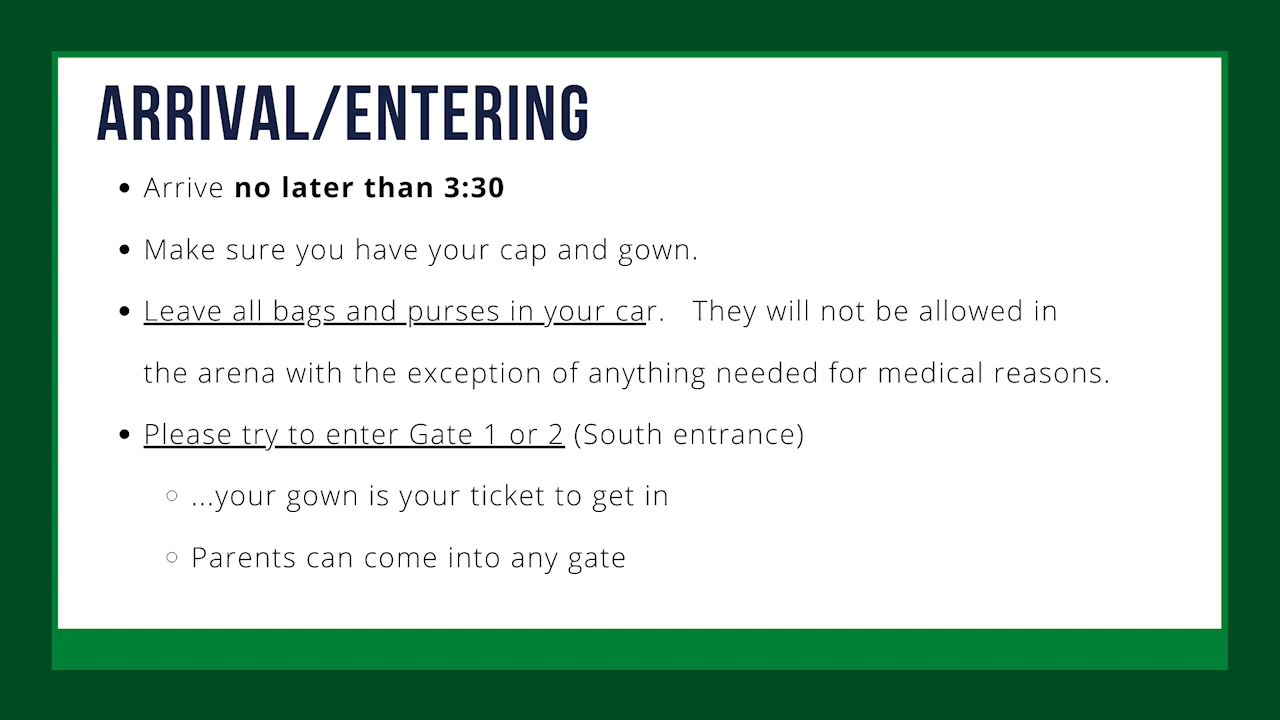 ARRIVAL/ENTERING
Arrive no later than 3:30
Make sure you have your cap and gown.
Leave all bags and purses in your car. They will not be allowed in
the arena with the exception of anything needed for medical reasons.
Please try to enter Gate 1 or 2 (South entrance)
...your gown is your ticket to get in
Parents can come into any gate